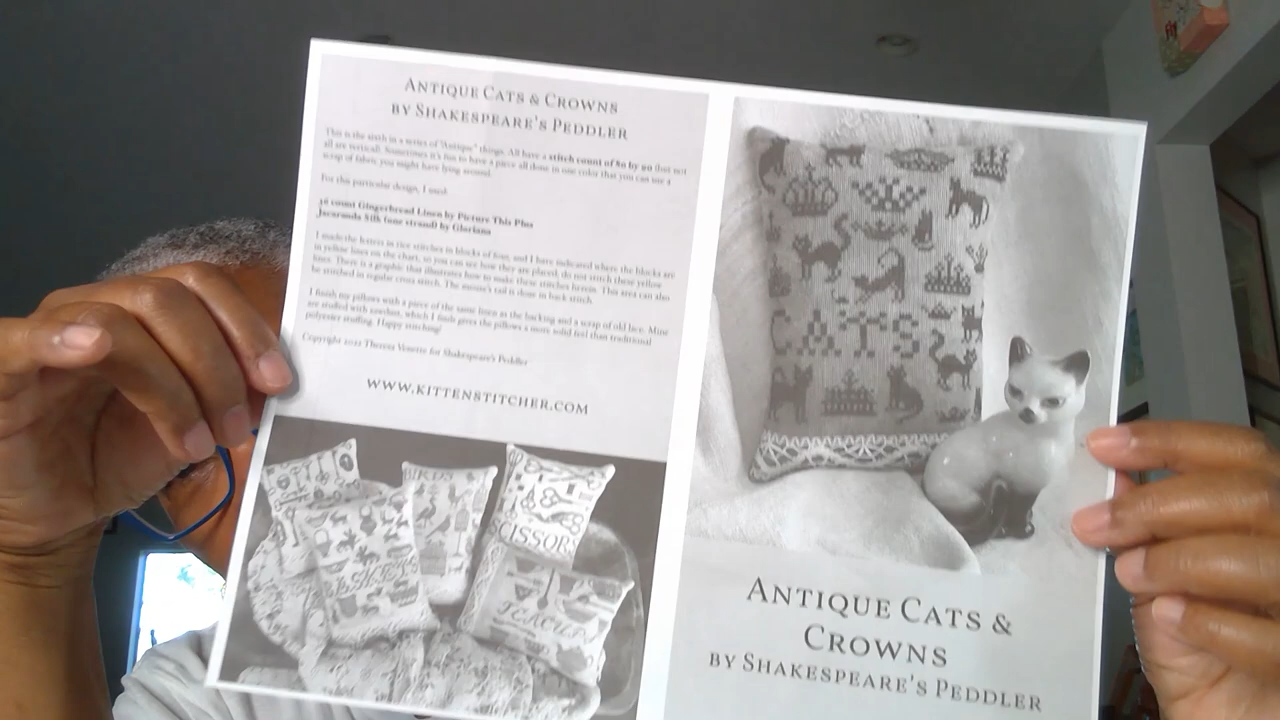 ANTIQUE CATS & CROWNS
BY SHAKESPEARE'S PEDDLER
This is the sixth in a series of "Antique" things. All have a stitch count of 80 by 90 (but not
all are vertical). Sometimes it's fun to have a piece all done in one color that you can use a
scrap of fabric you might have lying around.
For this particular design, I used:
36 count Gingerbread Linen by Picture This Plus
Jacaranda Silk (one strand) by Gloriana
I made the letters in rice stitches in blocks of four, and I have indicated where the blocks are
in yellow lines on the chart, so you can see how they are placed, do not stitch these yellow
lines. There is a graphic that illustrates how to make these stitches herein. This area can also
be stitched in regular cross stitch. The mouse's tail is done in back stitch.
I finish my pillows with a piece of the same linen as the backing and a scrap of old lace. Mine
are stuffed with sawdust, which I finds gives the pillows a more solid feel than traditional
polyester stuffing. Happy stitching!
Copyright 2022 Theresa Venette for Shakespeare's Peddler
WWW.KITTENSTITCHER.COM
BIRDS
SCISSORS
BASKETS
CATS
ANTIQUE CATS &
CROWNS
BY SHAKESPEARE'S PEDDLER